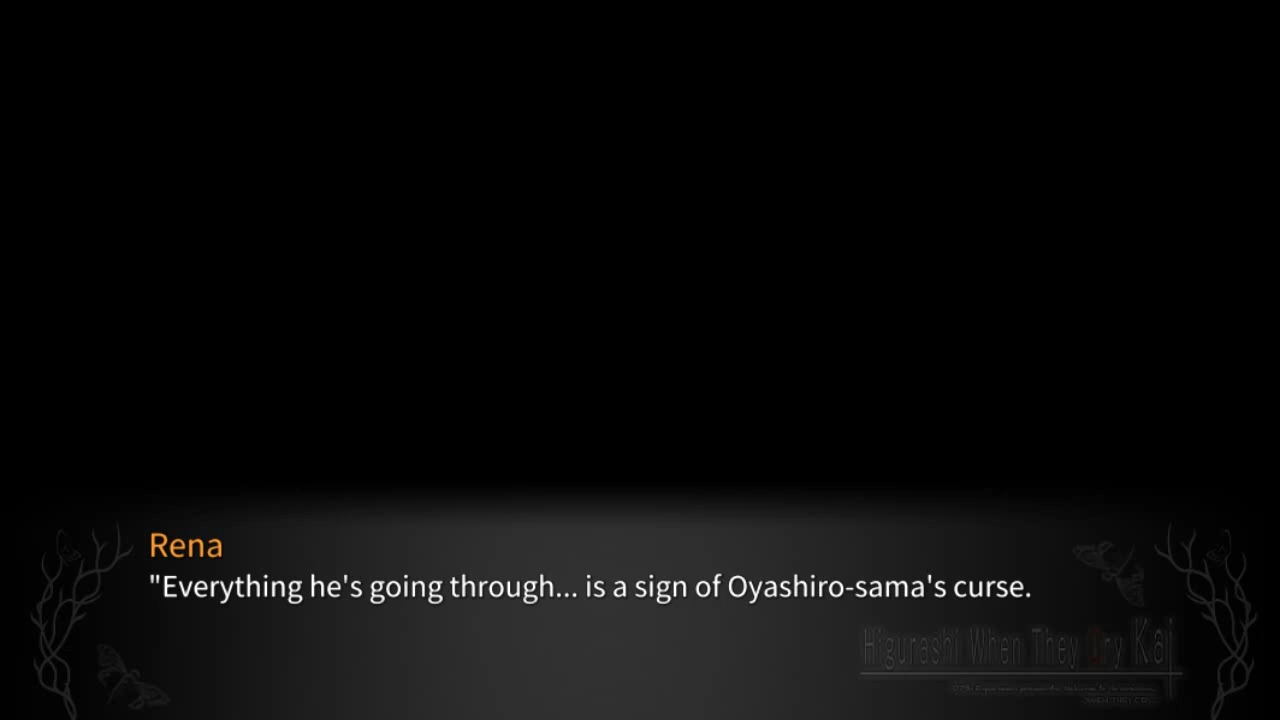 Rena
"Everything he's going through... is a sign of Oyashiro-sama's curse.
Higurashi When They Cry Kai